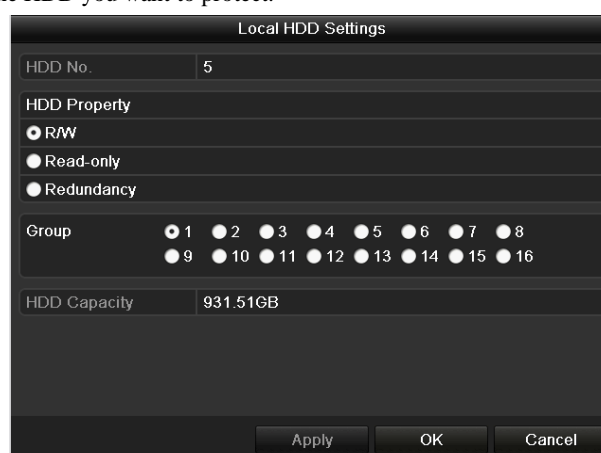 HDD you want to protect.
Local HDD Settings
HDD No. 5
HDD Property
R/W
Read-only
Redundancy
Group 1 2 3 4 5 6 7 8
9 10 11 12 13 14 15 16
HDD Capacity 931.51GB
Apply OK Cancel